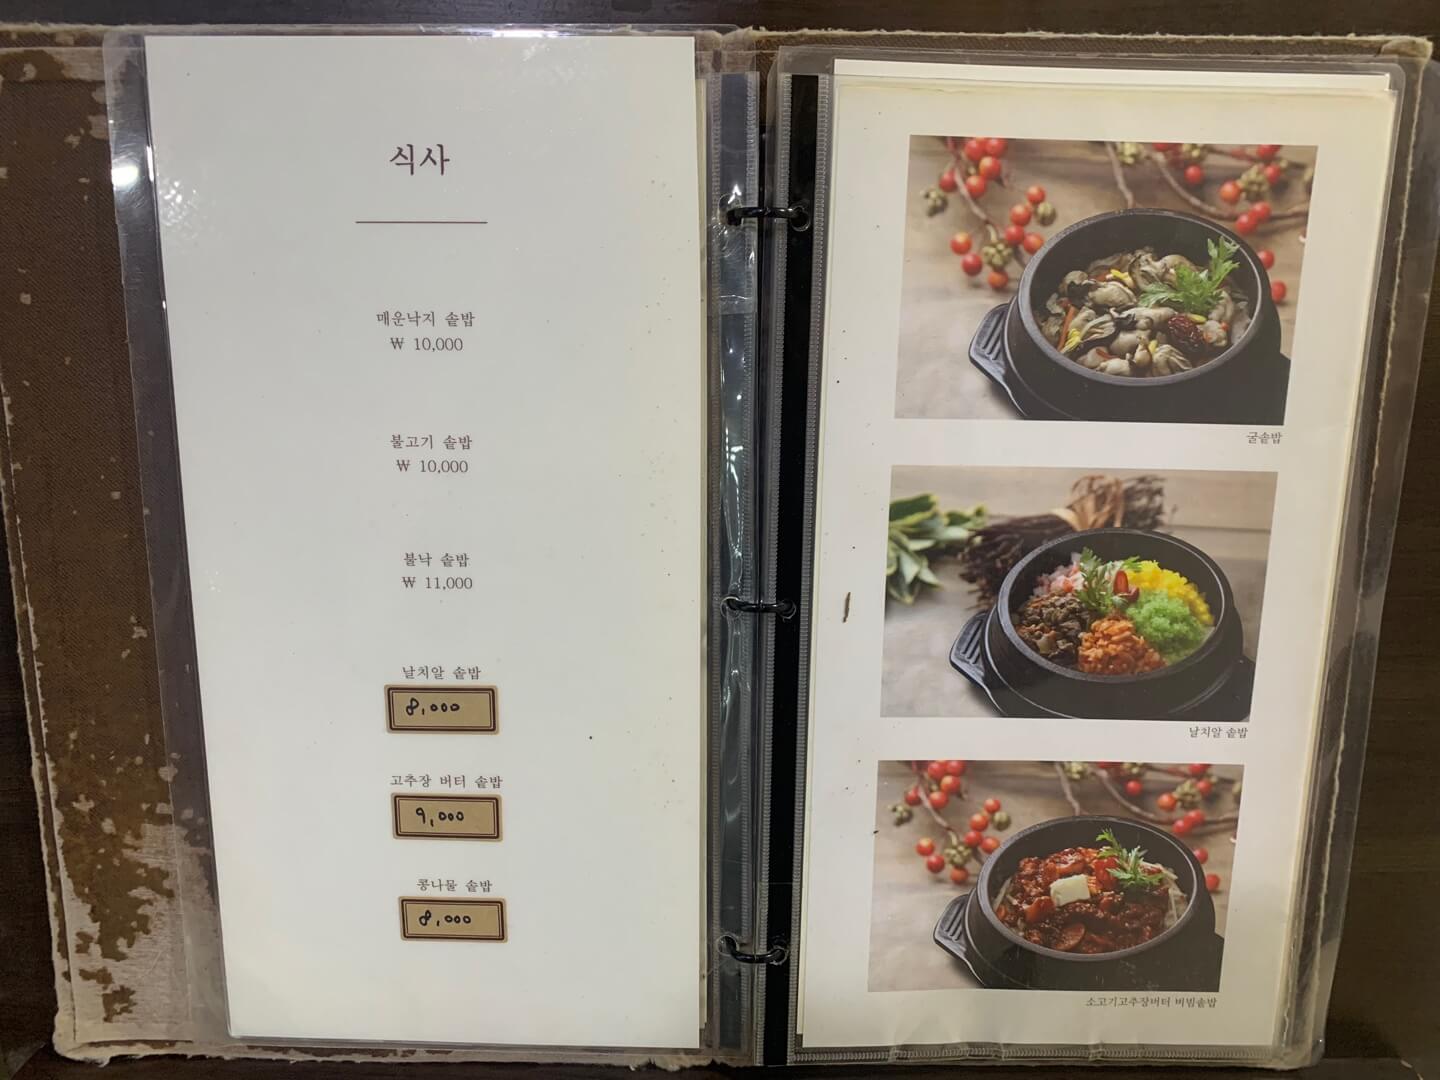 식사
매운낙지 솥밥
₩ 10,000
불고기 솥밥
₩ 10,000
불낙 솥밥
₩ 11,000
날치알 솥밥
8,000
고추장 버터 솥밥
9,000
콩나물 솥밥
8,000
굴솥밥
날치알 솥밥
소고기고추장버터 비빔솥밥